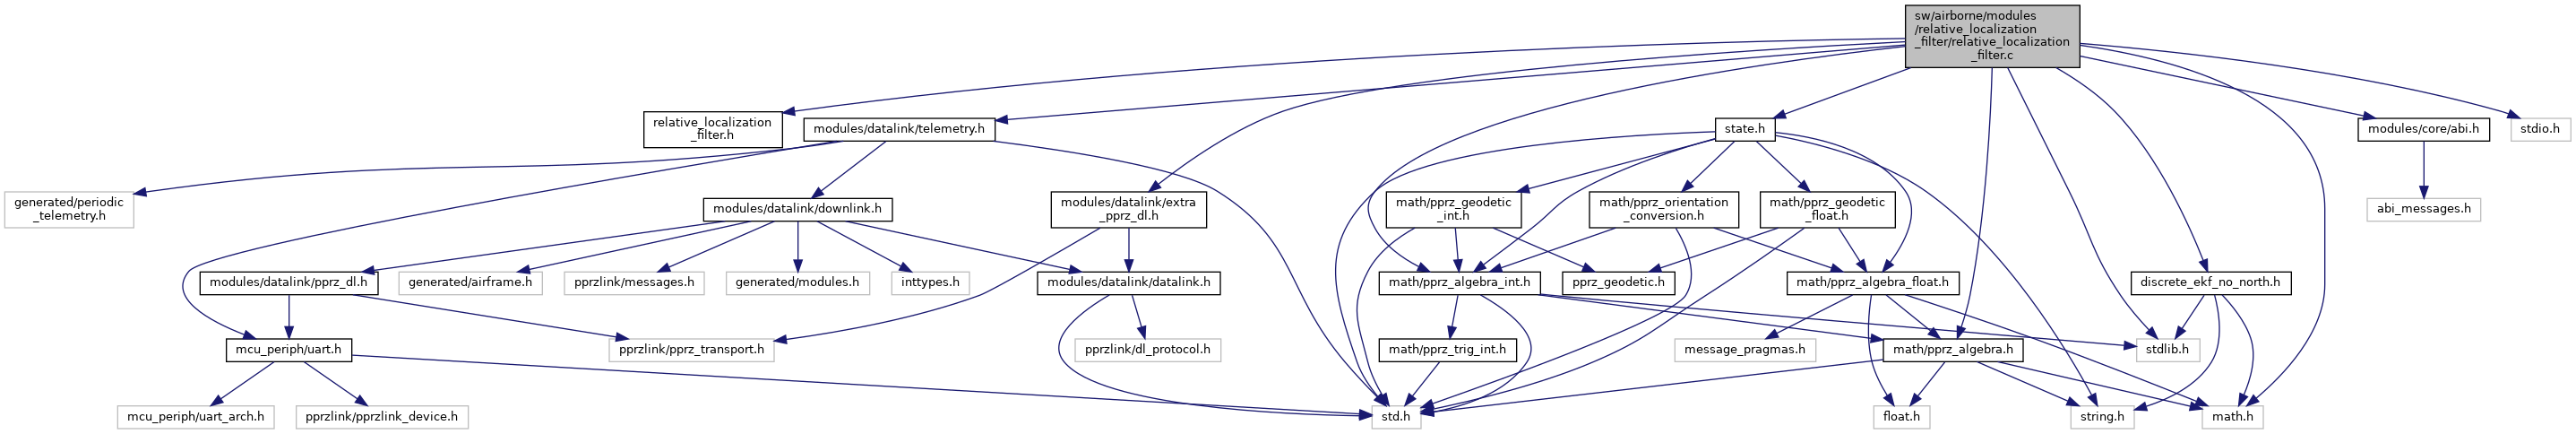 sw/airborne/modules
/relative_localization
_filter/relative_localization
_filter.c
relative_localization
_filter.h
modules/datalink/telemetry.h
state.h
modules/core/abi.h
stdio.h
generated/periodic
_telemetry.h
modules/datalink/downlink.h
modules/datalink/extra
_pprz_dl.h
math/pprz_geodetic
_int.h
math/pprz_orientation
_conversion.h
math/pprz_geodetic
_float.h
abi_messages.h
modules/datalink/pprz_dl.h
generated/airframe.h
pprzlink/messages.h
generated/modules.h
inttypes.h
modules/datalink/datalink.h
math/pprz_algebra_int.h
pprz_geodetic.h
math/pprz_algebra_float.h
discrete_ekf_no_north.h
mcu_periph/uart.h
pprzlink/pprz_transport.h
pprzlink/dl_protocol.h
math/pprz_trig_int.h
message_pragmas.h
math/pprz_algebra.h
stdlib.h
mcu_periph/uart_arch.h
pprzlink/pprzlink_device.h
std.h
float.h
string.h
math.h